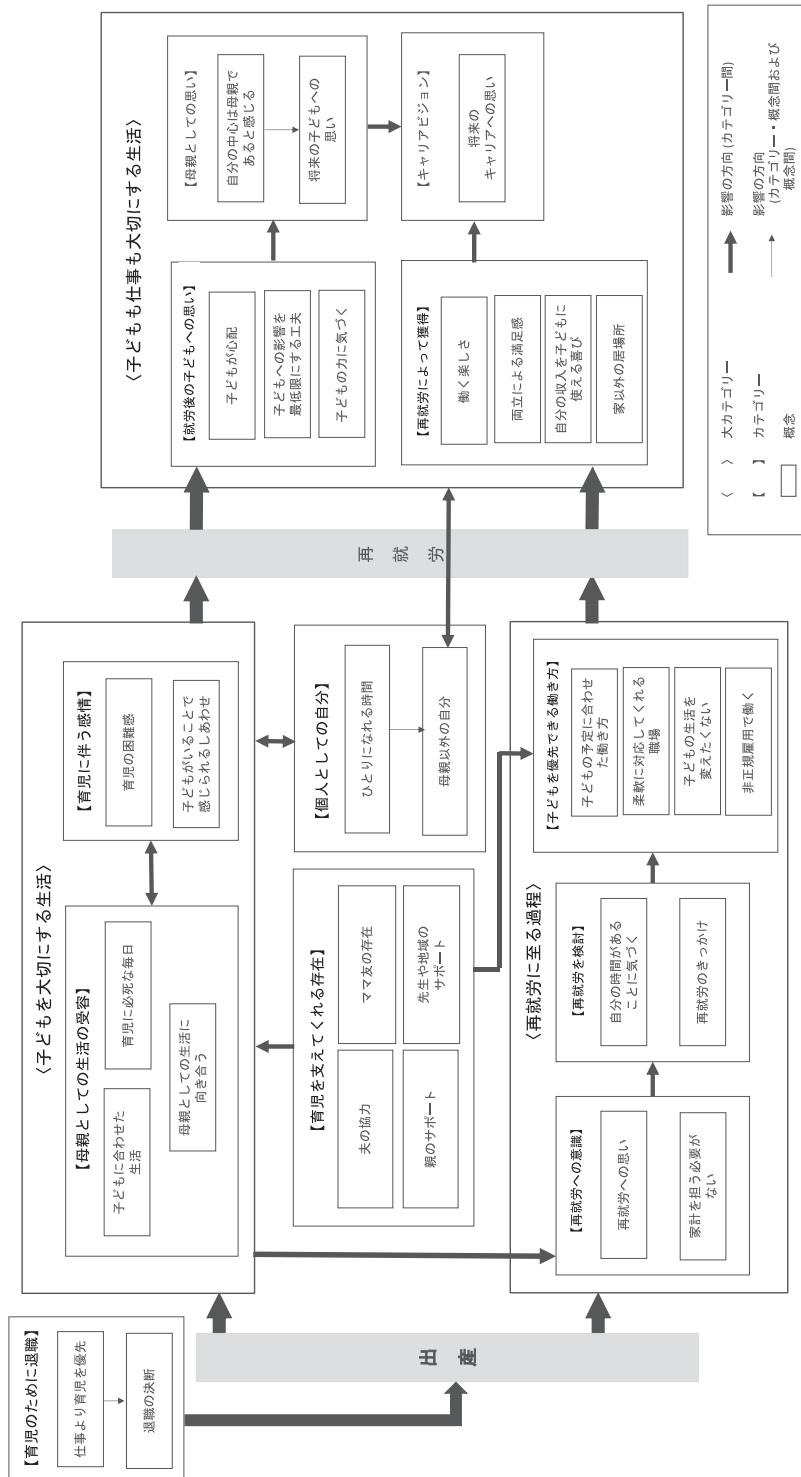 【育児のために退職】
仕事より育児を優先
退職の決断
出産
〈子どもを大切にする生活〉
【母親としての生活の受容】
子どもに合わせた
生活
育児に必死な毎日
母親としての生活に
向き合う
【育児に伴う感情】
育児の困難感
子どもがいることで
感じられるしあわせ
【育児を支えてくれる存在】
夫の協力
ママ友の存在
親のサポート
先生や地域の
サポート
【個人としての自分】
ひとりになれる時間
母親以外の自分
〈再就労に至る過程〉
【再就労への意識】
再就労への思い
家計を担う必要が
ない
【再就労を検討】
自分の時間がある
ことに気づく
再就労のきっかけ
【子どもを優先できる働き方】
子どもの予定に合わせ
た働き方
柔軟に対応してくれる
職場
子どもの生活を
変えたくない
非正規雇用で働く
再就労
〈子どもも仕事も大切にする生活〉
【就労後の子どもへの思い】
子どもが心配
子どもへの影響を
最低限にする工夫
子どもの力に気づく
【母親としての思い】
自分の中心は母親で
あると感じる
将来の子どもへの
思い
【再就労によって獲得】
働く楽しさ
両立による満足感
自分の収入を子どもに
使える喜び
家以外の居場所
【キャリアビジョン】
将来の
キャリアへの思い
〈 〉 大カテゴリー
【 】 カテゴリー
概念
影響の方向(カテゴリー間)
影響の方向
(カテゴリー・概念間および
概念間)